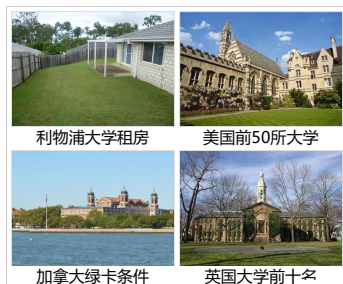 利物浦大学租房
美国前50所大学
加拿大绿卡条件
英国大学前十名